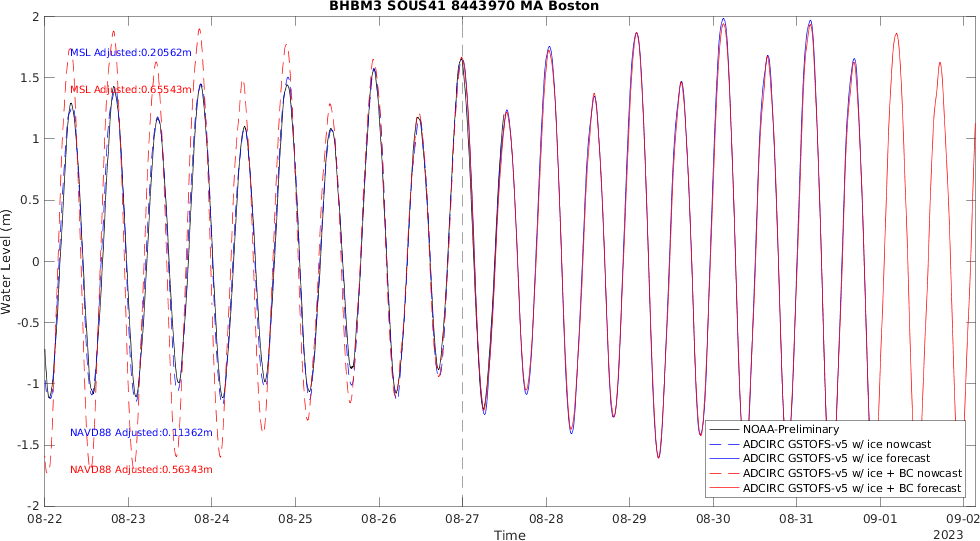 BHBM3 SOUS41 8443970 MA Boston
2
1.5
1
0.5
0
-0.5
-1
-1.5
-2
Water Level (m)
MSL Adjusted:0.20562m
MSL Adjusted:0.65543m
NAVD88 Adjusted:0.11362m
NAVD88 Adjusted:0.56343m
NOAA-Preliminary
ADCIRC GSTOFS-v5 w/ ice nowcast
ADCIRC GSTOFS-v5 w/ ice forecast
ADCIRC GSTOFS-v5 w/ ice + BC nowcast
ADCIRC GSTOFS-v5 w/ ice + BC forecast
08-22 08-23 08-24 08-25 08-26 08-27 08-28 08-29 08-30 08-31 09-01 09-02
Time
2023